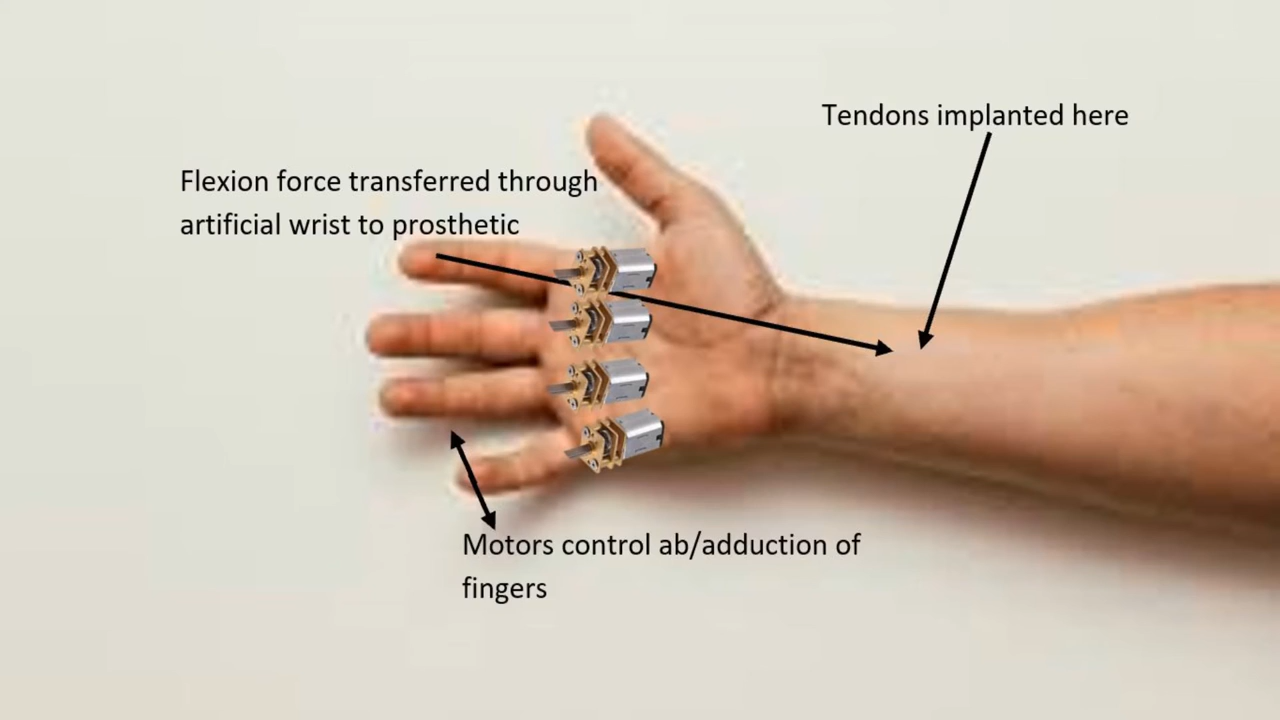 Tendons implanted here
Flexion force transferred through
artificial wrist to prosthetic
Motors control ab/adduction of
fingers